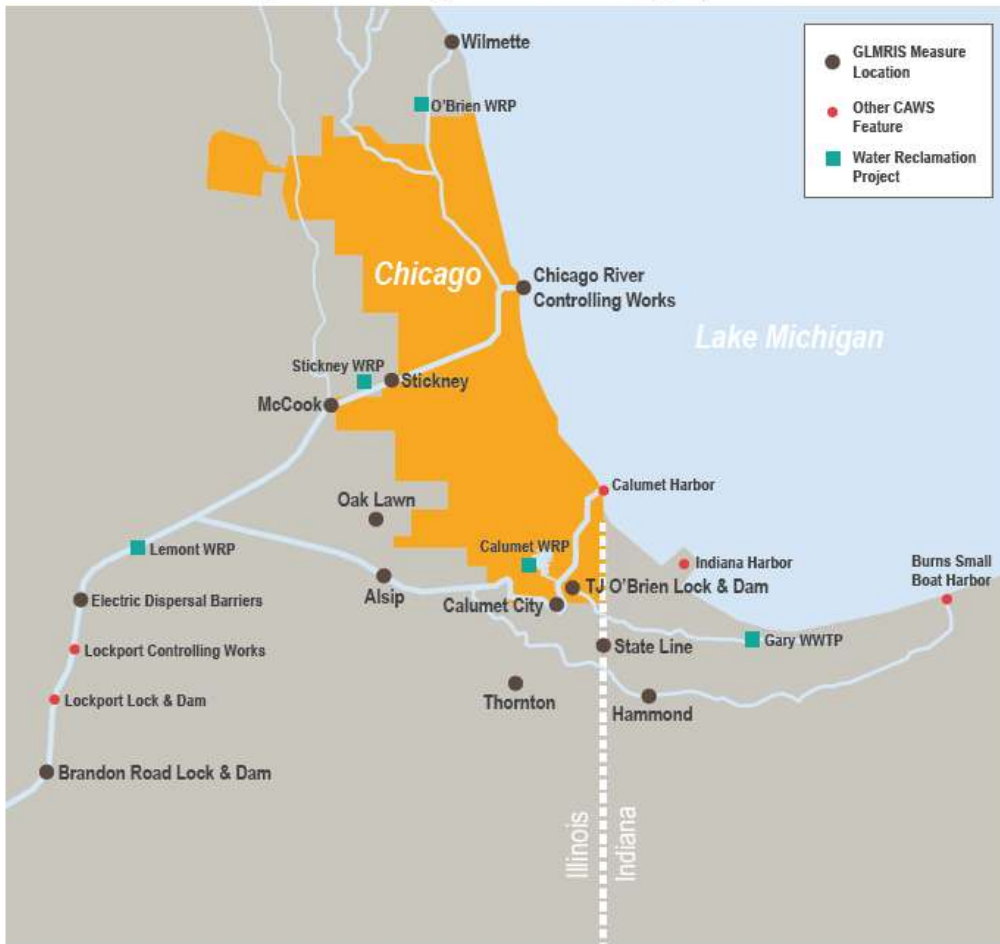 Wilmette
O'Brien WRP
GLMRIS Measure
Location
Other CAWS
Feature
Water Reclamation
Project
Chicago
Chicago River
Controlling Works
Lake Michigan
Stickney WRP
Stickney
McCook
Calumet Harbor
Oak Lawn
Lemont WRP
Calumet WRP
Indiana Harbor
Burns Small
Boat Harbor
Electric Dispersal Barriers
Alsip
TJ O'Brien Lock & Dam
Calumet City
Lockport Controlling Works
State Line
Gary WWTP
Lockport Lock & Dam
Thornton
Hammond
Brandon Road Lock & Dam
Illinois
Indiana